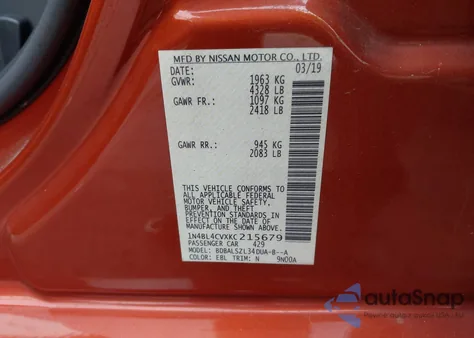 MFD BY NISSAN MOTOR CO., LTD.
DATE: 03/19
GVWR: 1963 KG
4328 LB
GAWR FR.: 1097 KG
2418 LB
GAWR RR.: 945 KG
2083 LB
THIS VEHICLE CONFORMS TO
ALL APPLICABLE FEDERAL
MOTOR VEHICLE SAFETY,
BUMPER, AND THEFT
PREVENTION STANDARDS
IN EFFECT ON THE DATE OF
MANUFACTURE SHOWN ABOVE.
1N4BL4CVXKC215679
PASSENGER CAR 429
MODEL: BDBALSZL34DUA-B--A
COLOR: EBL TRIM: N 9N00A
autoSnap